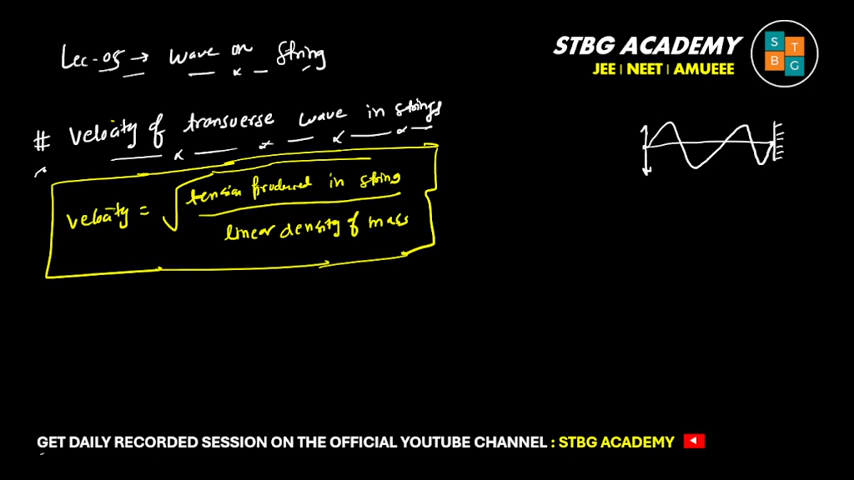 Lec-05 → Wave on String
STBG ACADEMY
JEE | NEET | AMUEEE
S T
B G
# Velocity of transverse wave in strings
velocity = √ tension produced in string
linear density of mass
GET DAILY RECORDED SESSION ON THE OFFICIAL YOUTUBE CHANNEL : STBG ACADEMY